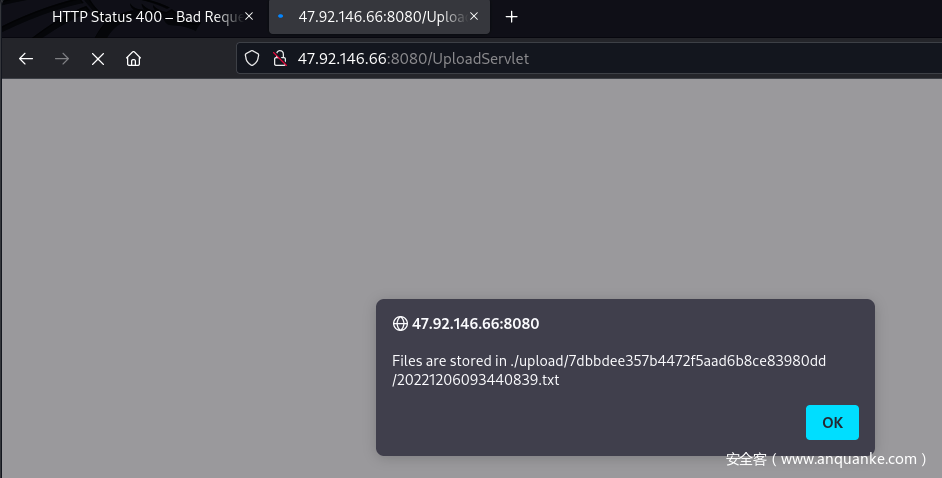 HTTP Status 400 – Bad Reque
47.92.146.66:8080/Uploa
47.92.146.66:8080/UploadServlet
47.92.146.66:8080
Files are stored in ./upload/7dbbdee357b4472f5aad6b8ce83980dd
/20221206093440839.txt
OK
安全客（www.anquanke.com）